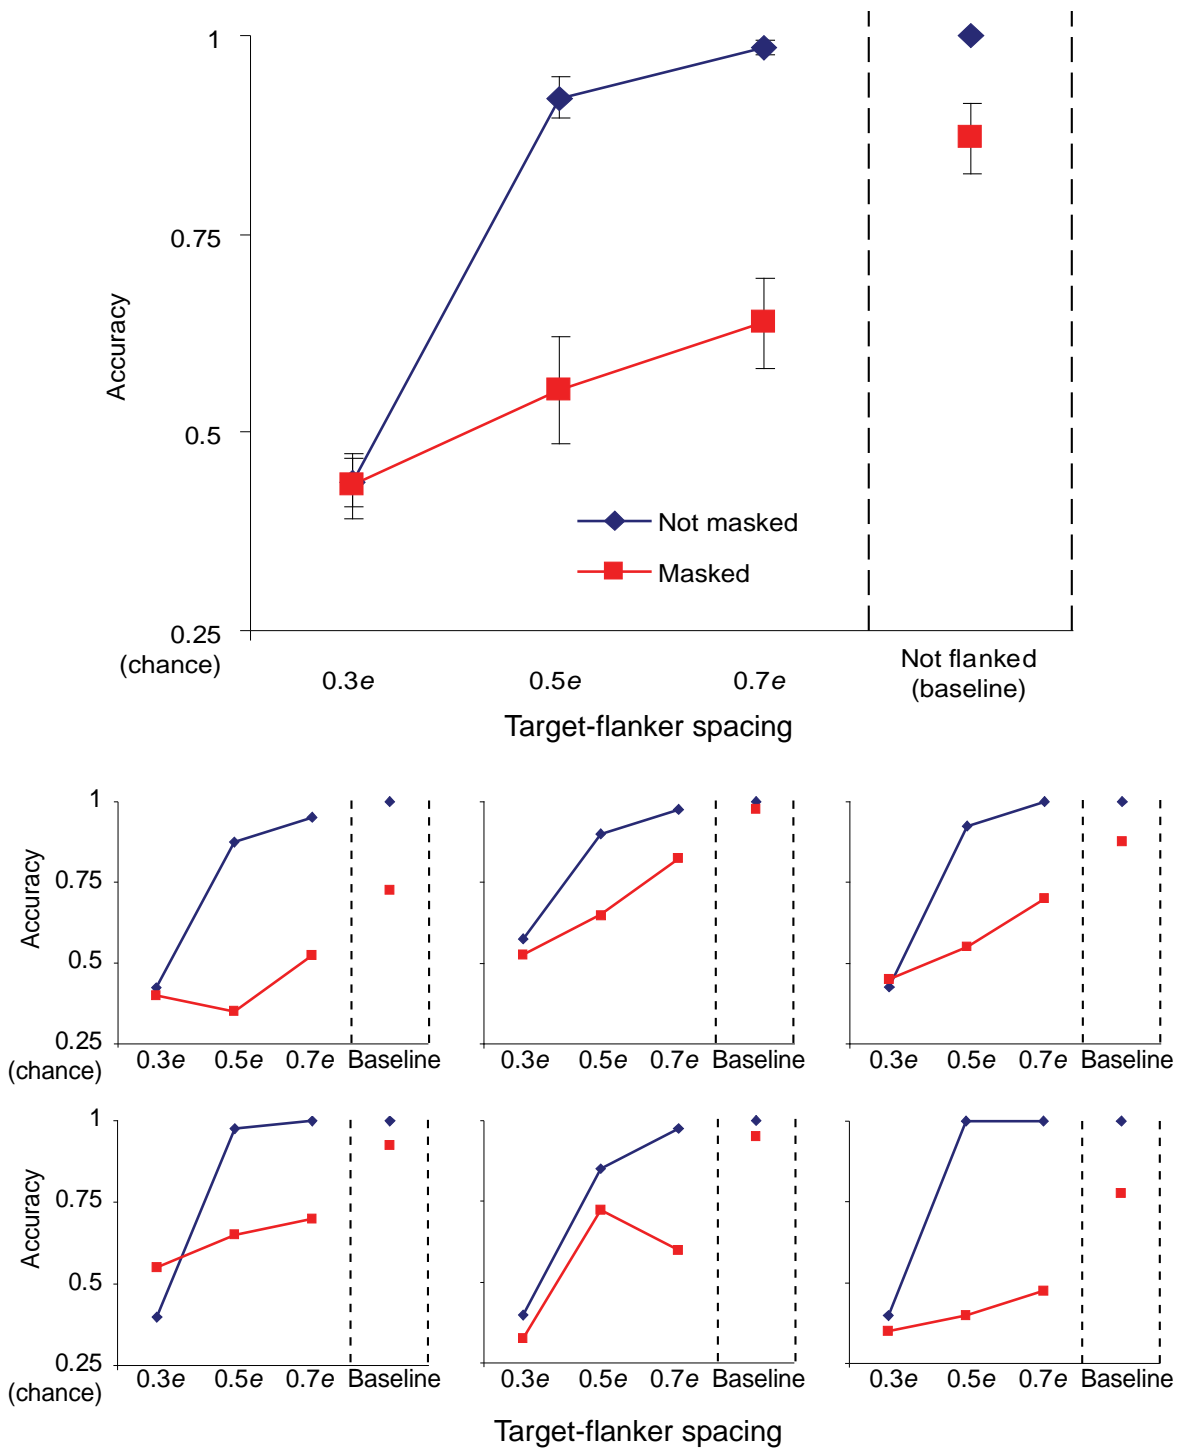 1
0.75
Accuracy
0.5
Not masked
Masked
0.25
(chance)
0.3e 0.5e 0.7e
Not flanked
(baseline)
Target-flanker spacing
1
0.75
Accuracy
0.5
0.25
(chance)
0.3e 0.5e 0.7e Baseline
0.3e 0.5e 0.7e Baseline
0.3e 0.5e 0.7e Baseline
1
0.75
Accuracy
0.5
0.25
(chance)
0.3e 0.5e 0.7e Baseline
0.3e 0.5e 0.7e Baseline
0.3e 0.5e 0.7e Baseline
Target-flanker spacing